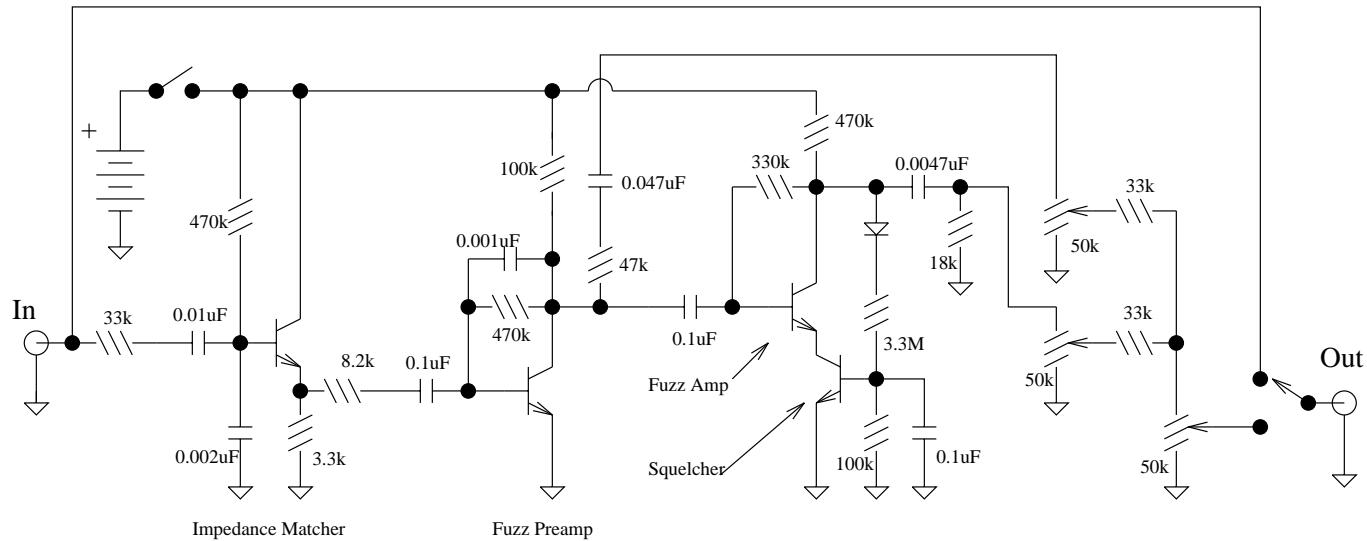 +
100k
0.047uF
470k
330k
0.0047uF
33k
470k
0.001uF
47k
18k
50k
In
33k
0.01uF
470k
0.1uF
3.3M
33k
50k
Out
8.2k
0.1uF
Fuzz Amp
0.002uF
3.3k
Squelcher
100k
0.1uF
50k
Impedance Matcher
Fuzz Preamp